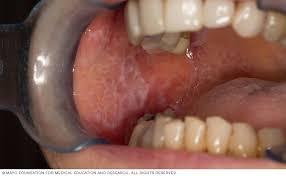 © MAYO FOUNDATION FOR MEDICAL EDUCATION AND RESEARCH. ALL RIGHTS RESERVED.